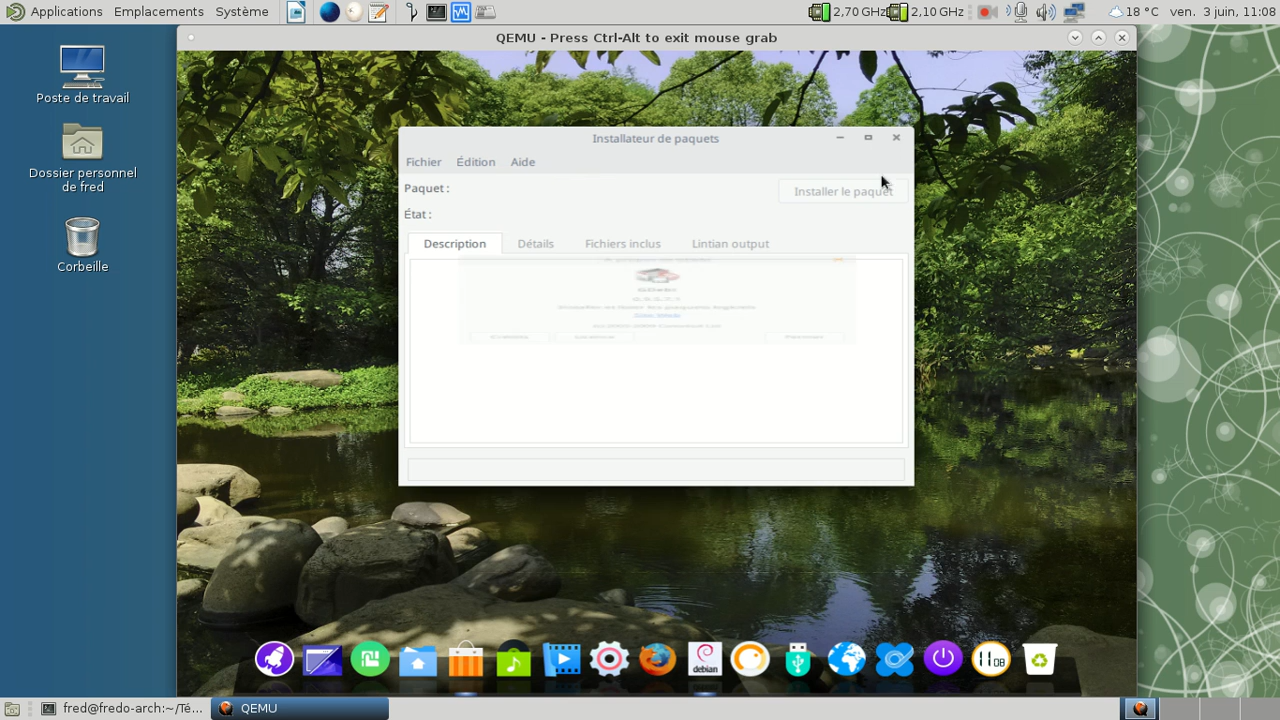 Applications Emplacements Système
2,70 GHz 2,10 GHz 18 °C ven. 3 juin, 11:08
QEMU - Press Ctrl-Alt to exit mouse grab
Poste de travail
Dossier personnel
de fred
Corbeille
Installateur de paquets
Fichier Édition Aide
Paquet :
Installer le paquet
État :
Description Détails Fichiers inclus Lintian output
debian
11 08
fred@fredo-arch:~/Té...
QEMU